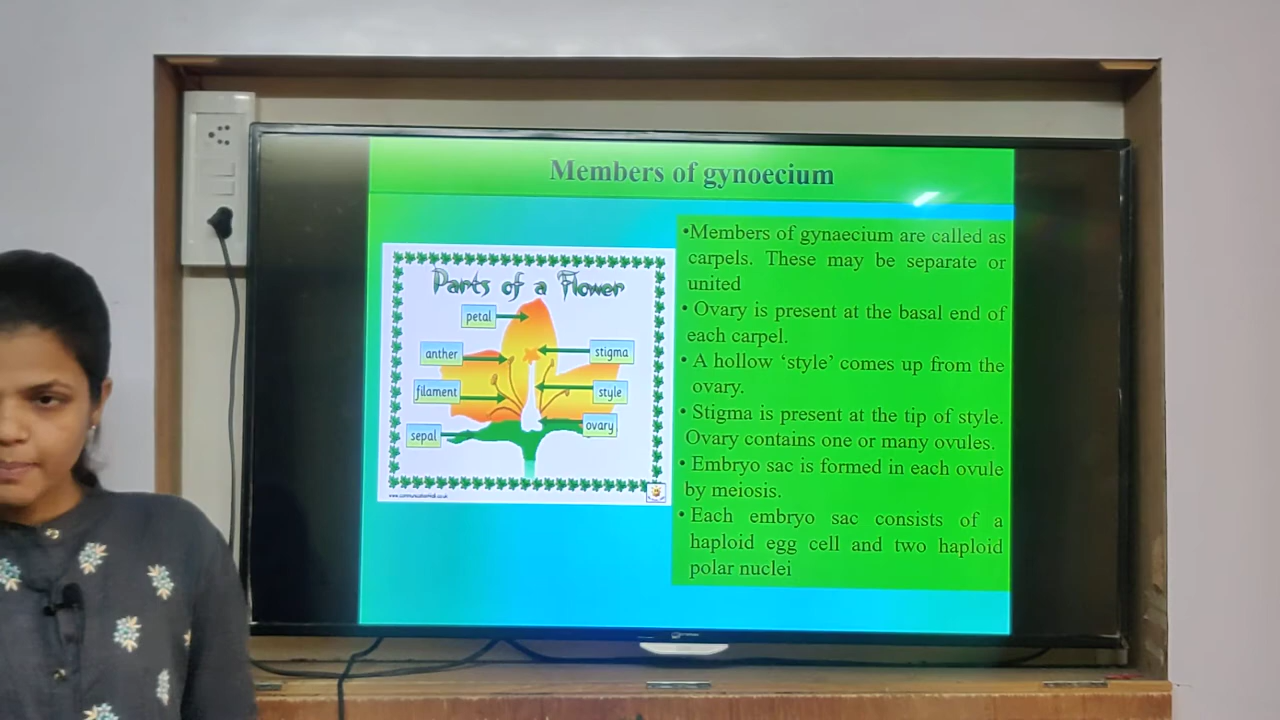 Members of gynoecium
Parts of a Flower
petal
anther
stigma
filament
style
sepal
ovary
www.communication4all.co.uk
•Members of gynaecium are called as
carpels. These may be separate or
united
• Ovary is present at the basal end of
each carpel.
• A hollow ‘style’ comes up from the
ovary.
• Stigma is present at the tip of style.
Ovary contains one or many ovules.
• Embryo sac is formed in each ovule
by meiosis.
• Each embryo sac consists of a
haploid egg cell and two haploid
polar nuclei